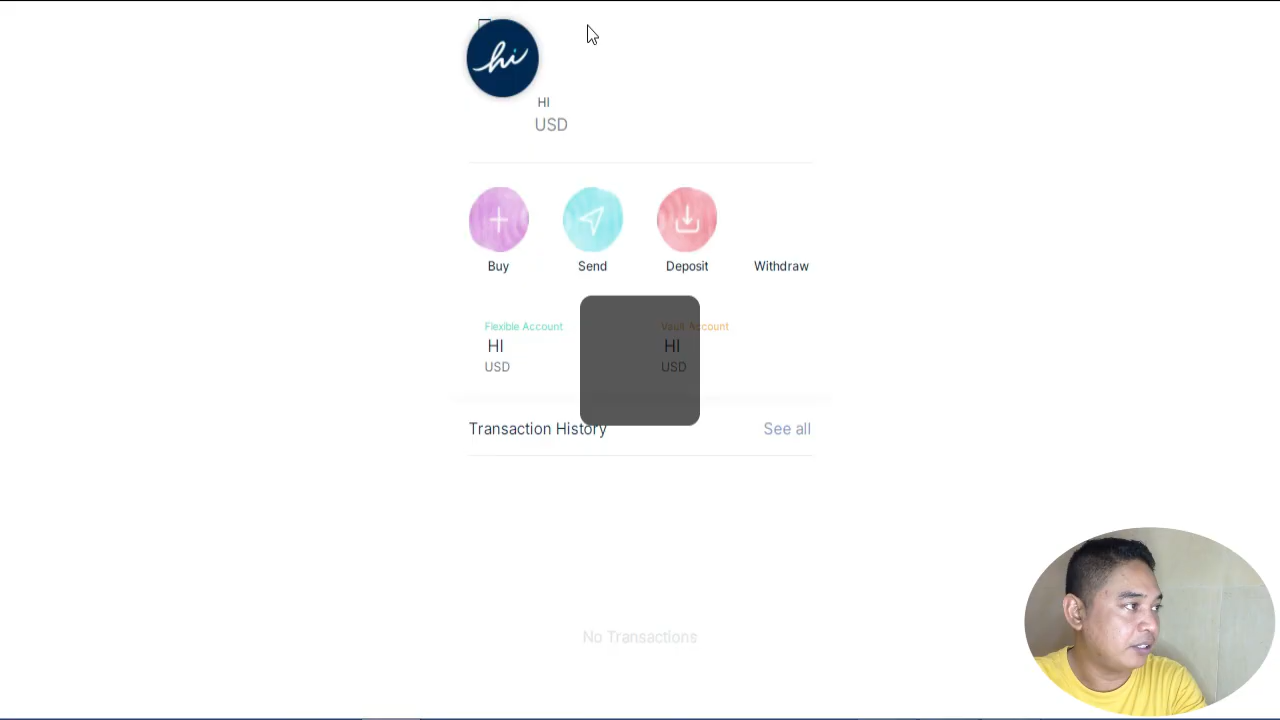 hi
HI
USD
Buy Send Deposit Withdraw
Flexible Account Vault Account
HI HI
USD USD
Transaction History See all
No Transactions